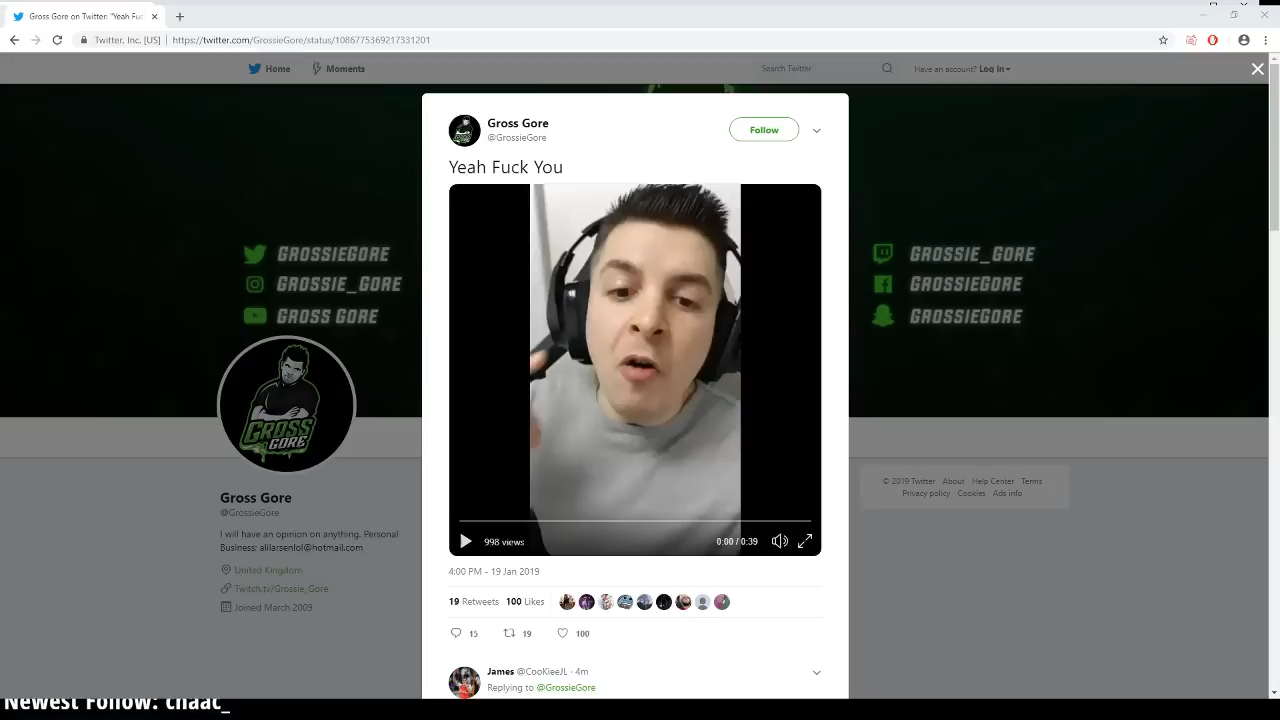 Gross Gore on Twitter: "Yeah Fuc
Twitter, Inc. [US] | https://twitter.com/GrossieGore/status/1086775369217331201
Home Moments Search Twitter Have an account? Log in
Gross Gore
@GrossieGore
Follow
Yeah Fuck You
GROSSIEGORE
GROSSIE_GORE
GROSS GORE
GROSSIE_GORE
GROSSIEGORE
GROSSIEGORE
GROSS
GORE
Gross Gore
@GrossieGore
I will have an opinion on anything. Personal
Business: alilarsenlol@hotmail.com
United Kingdom
Twitch.tv/Grossie_Gore
Joined March 2009
998 views 0:00 / 0:39
4:00 PM - 19 Jan 2019
19 Retweets 100 Likes
15 19 100
James @CooKieeJL · 4m
Replying to @GrossieGore
© 2019 Twitter About Help Center Terms
Privacy policy Cookies Ads info
Newest Follow: chaac_